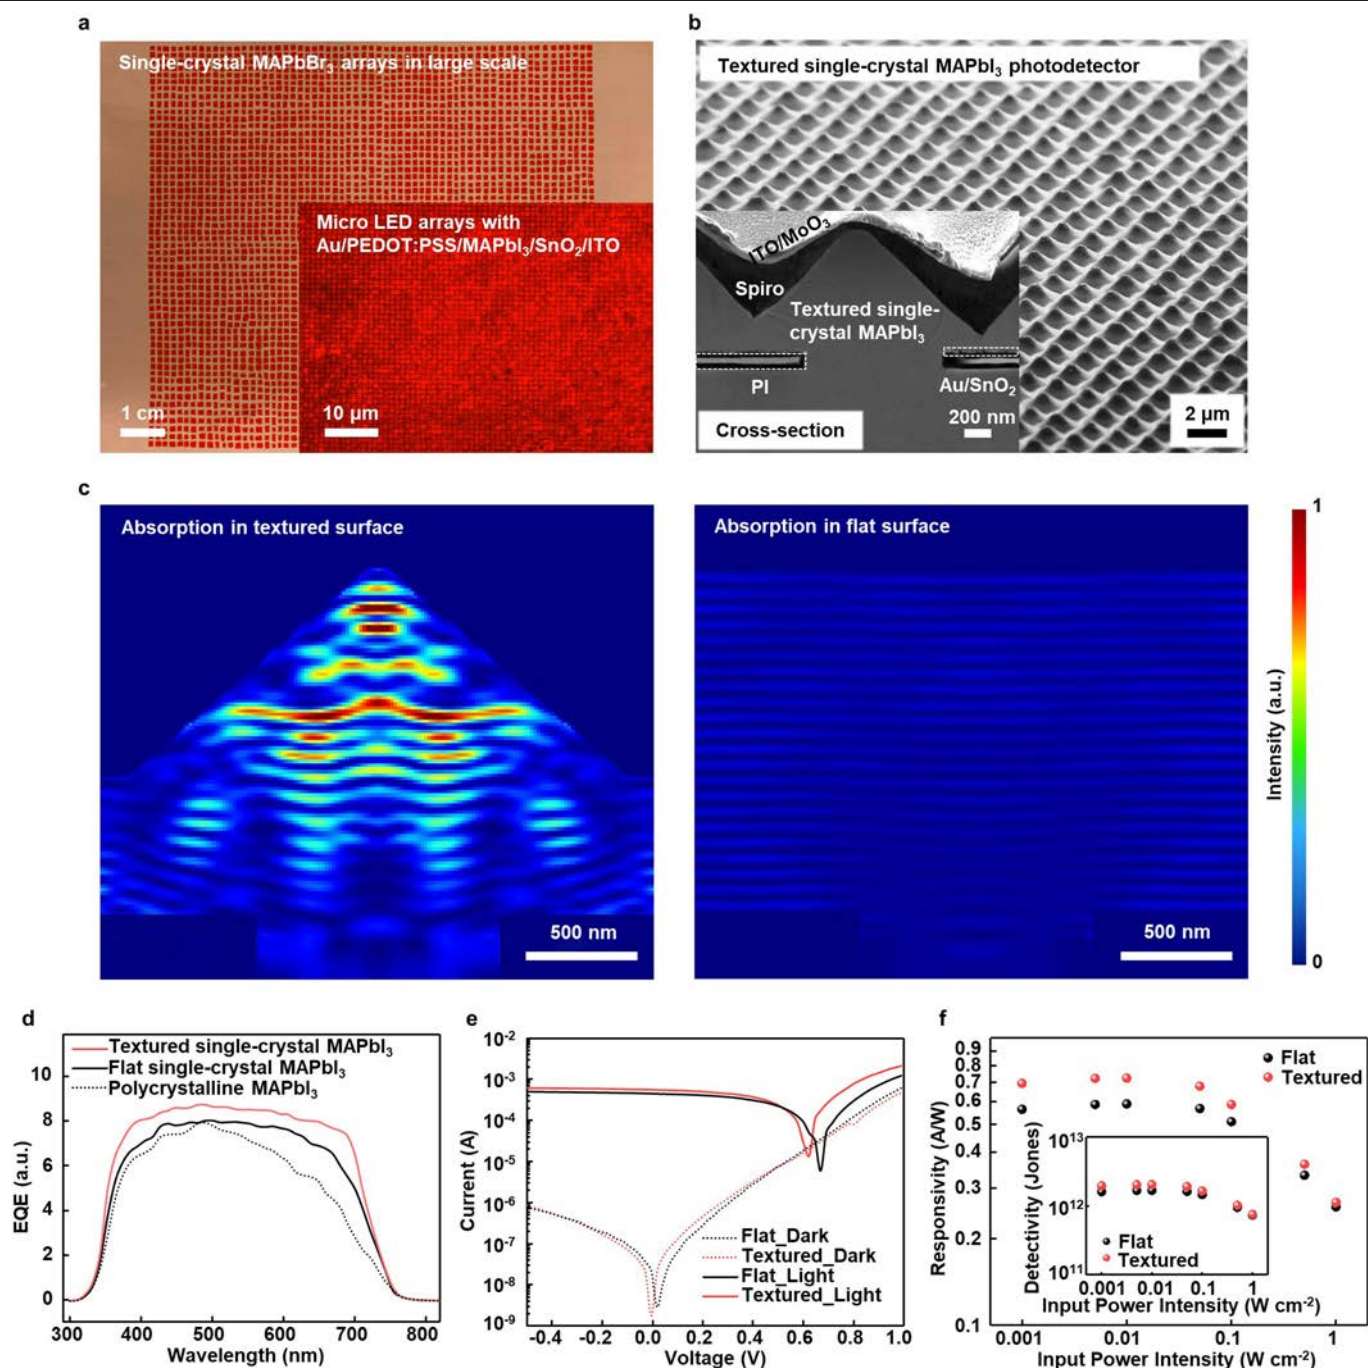 a
Single-crystal MAPbBr₃ arrays in large scale
Micro LED arrays with
Au/PEDOT:PSS/MAPbI₃/SnO₂/ITO
1 cm
10 μm
b
Textured single-crystal MAPbI₃ photodetector
ITO/MoO₃
Spiro
Textured single-
crystal MAPbI₃
PI
Au/SnO₂
200 nm
Cross-section
2 μm
c
Absorption in textured surface
500 nm
Absorption in flat surface
500 nm
1
Intensity (a.u.)
0
d
Textured single-crystal MAPbI₃
Flat single-crystal MAPbI₃
Polycrystalline MAPbI₃
10
8
6
4
2
0
EQE (a.u.)
300 400 500 600 700 800
Wavelength (nm)
e
10⁻²
10⁻³
10⁻⁴
10⁻⁵
10⁻⁶
10⁻⁷
10⁻⁸
10⁻⁹
Current (A)
Flat_Dark
Textured_Dark
Flat_Light
Textured_Light
-0.4 -0.2 0.0 0.2 0.4 0.6 0.8 1.0
Voltage (V)
f
Flat
Textured
0.9
0.8
0.7
0.6
0.5
0.4
0.3
0.2
0.1
Responsivity (A/W)
10¹³
10¹²
10¹¹
Detectivity (Jones)
Flat
Textured
0.001 0.01 0.1 1
Input Power Intensity (W cm⁻²)
0.001 0.01 0.1 1
Input Power Intensity (W cm⁻²)